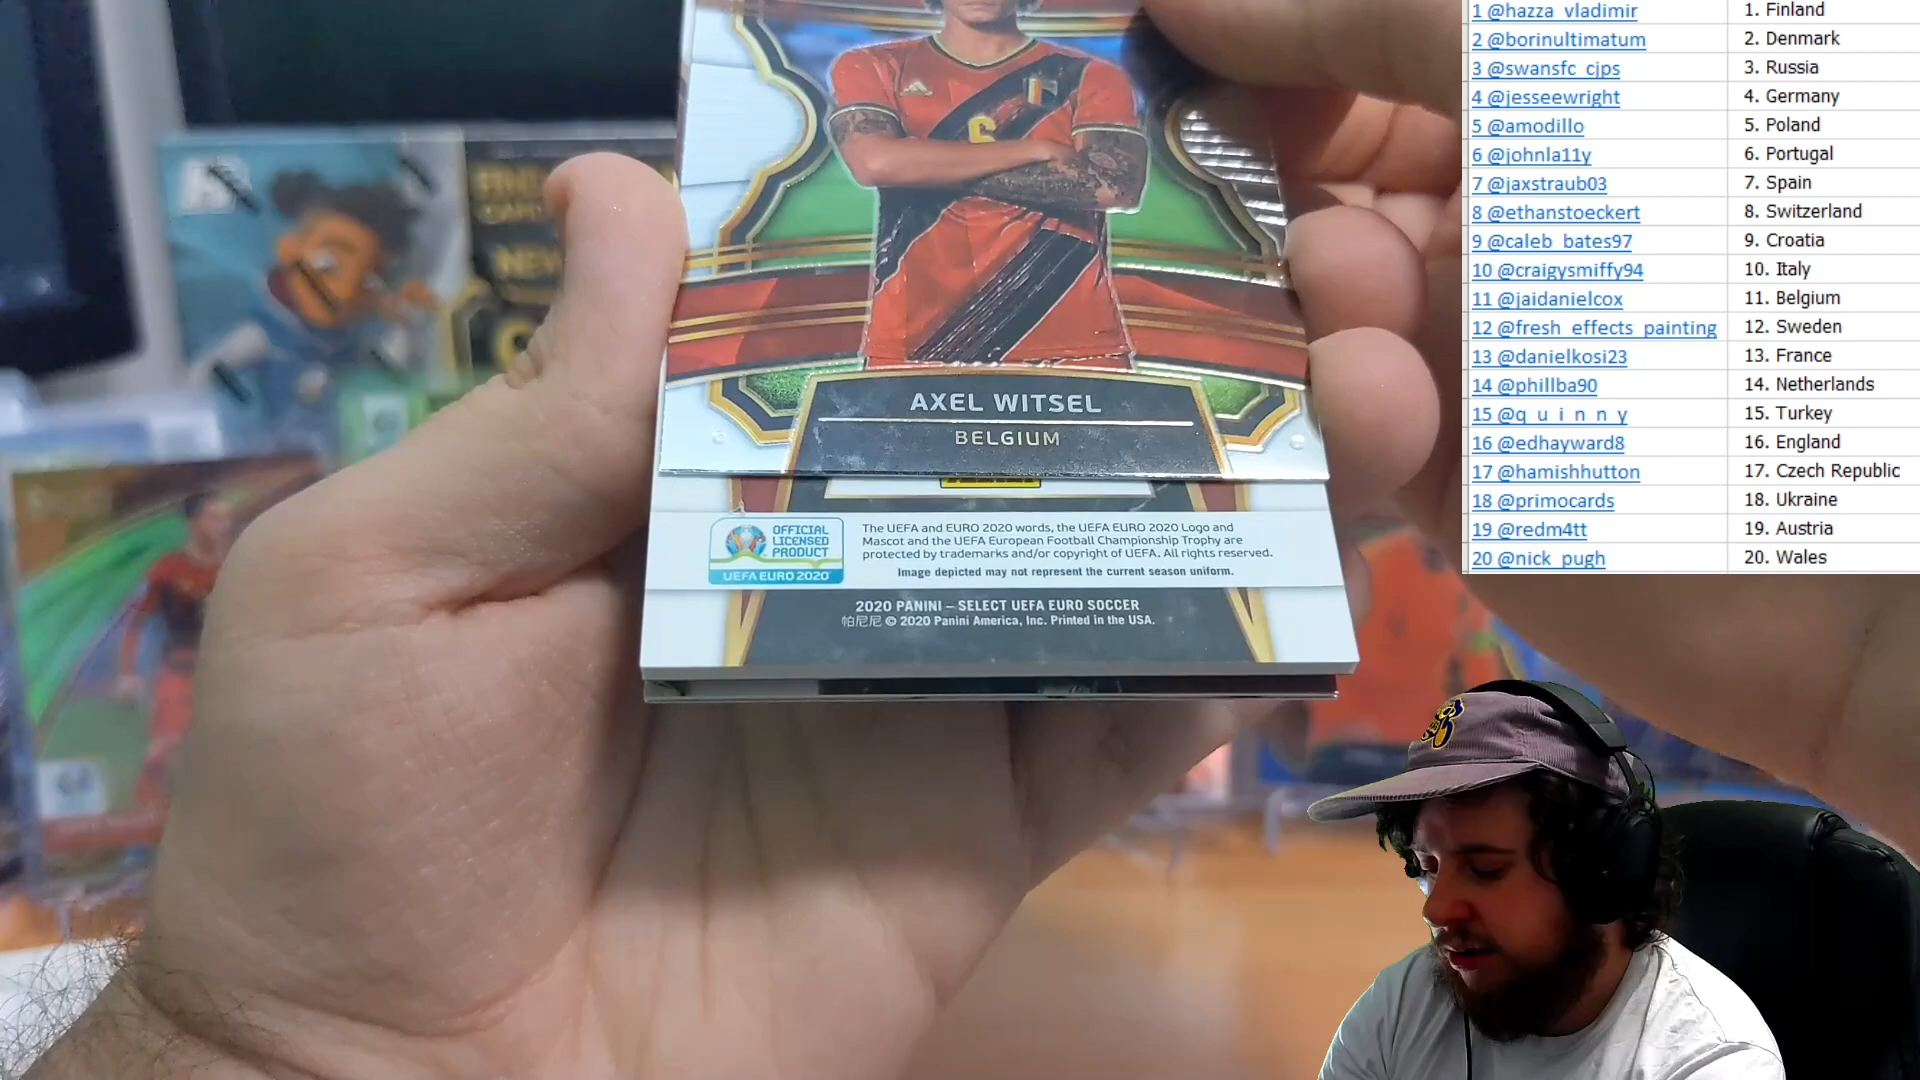 1 @hazza_vladimir 1. Finland
2 @borinultimatum 2. Denmark
3 @swansfc_cjps 3. Russia
4 @jesseewright 4. Germany
5 @amodillo 5. Poland
6 @johnla11y 6. Portugal
7 @jaxstraub03 7. Spain
8 @ethanstoeckert 8. Switzerland
9 @caleb_bates97 9. Croatia
10 @craigysmiffy94 10. Italy
11 @jaidanielcox 11. Belgium
12 @fresh_effects_painting 12. Sweden
13 @danielkosi23 13. France
14 @phillba90 14. Netherlands
15 @q_u_i_n_n_y 15. Turkey
16 @edhayward8 16. England
17 @hamishhutton 17. Czech Republic
18 @primocards 18. Ukraine
19 @redm4tt 19. Austria
20 @nick_pugh 20. Wales
6
AXEL WITSEL
BELGIUM
OFFICIAL
LICENSED
PRODUCT
UEFA EURO 2020
The UEFA and EURO 2020 words, the UEFA EURO 2020 Logo and
Mascot and the UEFA European Football Championship Trophy are
protected by trademarks and/or copyright of UEFA. All rights reserved.
Image depicted may not represent the current season uniform.
2020 PANINI – SELECT UEFA EURO SOCCER
帕尼尼 © 2020 Panini America, Inc. Printed in the USA.